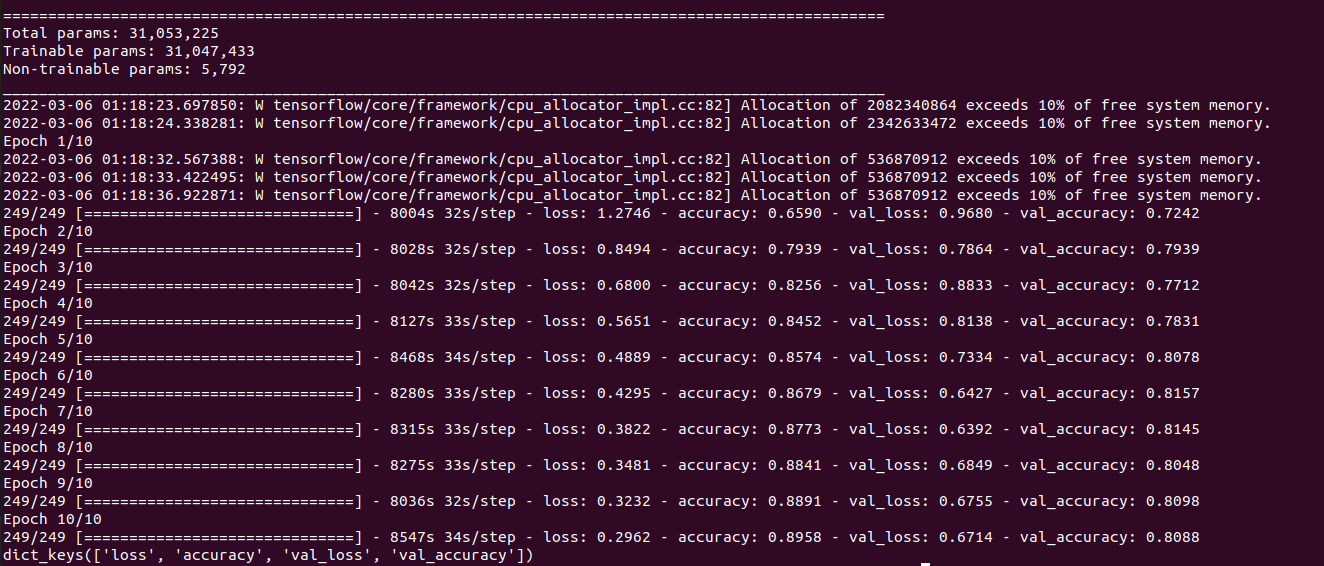 ==================================================================================================
Total params: 31,053,225
Trainable params: 31,047,433
Non-trainable params: 5,792
__________________________________________________________________________________________________
2022-03-06 01:18:23.697850: W tensorflow/core/framework/cpu_allocator_impl.cc:82] Allocation of 2082340864 exceeds 10% of free system memory.
2022-03-06 01:18:24.338281: W tensorflow/core/framework/cpu_allocator_impl.cc:82] Allocation of 2342633472 exceeds 10% of free system memory.
Epoch 1/10
2022-03-06 01:18:32.567388: W tensorflow/core/framework/cpu_allocator_impl.cc:82] Allocation of 536870912 exceeds 10% of free system memory.
2022-03-06 01:18:33.422495: W tensorflow/core/framework/cpu_allocator_impl.cc:82] Allocation of 536870912 exceeds 10% of free system memory.
2022-03-06 01:18:36.922871: W tensorflow/core/framework/cpu_allocator_impl.cc:82] Allocation of 536870912 exceeds 10% of free system memory.
249/249 [==============================] - 8004s 32s/step - loss: 1.2746 - accuracy: 0.6590 - val_loss: 0.9680 - val_accuracy: 0.7242
Epoch 2/10
249/249 [==============================] - 8028s 32s/step - loss: 0.8494 - accuracy: 0.7939 - val_loss: 0.7864 - val_accuracy: 0.7939
Epoch 3/10
249/249 [==============================] - 8042s 32s/step - loss: 0.6800 - accuracy: 0.8256 - val_loss: 0.8833 - val_accuracy: 0.7712
Epoch 4/10
249/249 [==============================] - 8127s 33s/step - loss: 0.5651 - accuracy: 0.8452 - val_loss: 0.8138 - val_accuracy: 0.7831
Epoch 5/10
249/249 [==============================] - 8468s 34s/step - loss: 0.4889 - accuracy: 0.8574 - val_loss: 0.7334 - val_accuracy: 0.8078
Epoch 6/10
249/249 [==============================] - 8280s 33s/step - loss: 0.4295 - accuracy: 0.8679 - val_loss: 0.6427 - val_accuracy: 0.8157
Epoch 7/10
249/249 [==============================] - 8315s 33s/step - loss: 0.3822 - accuracy: 0.8773 - val_loss: 0.6392 - val_accuracy: 0.8145
Epoch 8/10
249/249 [==============================] - 8275s 33s/step - loss: 0.3481 - accuracy: 0.8841 - val_loss: 0.6849 - val_accuracy: 0.8048
Epoch 9/10
249/249 [==============================] - 8036s 32s/step - loss: 0.3232 - accuracy: 0.8891 - val_loss: 0.6755 - val_accuracy: 0.8098
Epoch 10/10
249/249 [==============================] - 8547s 34s/step - loss: 0.2962 - accuracy: 0.8958 - val_loss: 0.6714 - val_accuracy: 0.8088
dict_keys(['loss', 'accuracy', 'val_loss', 'val_accuracy'])